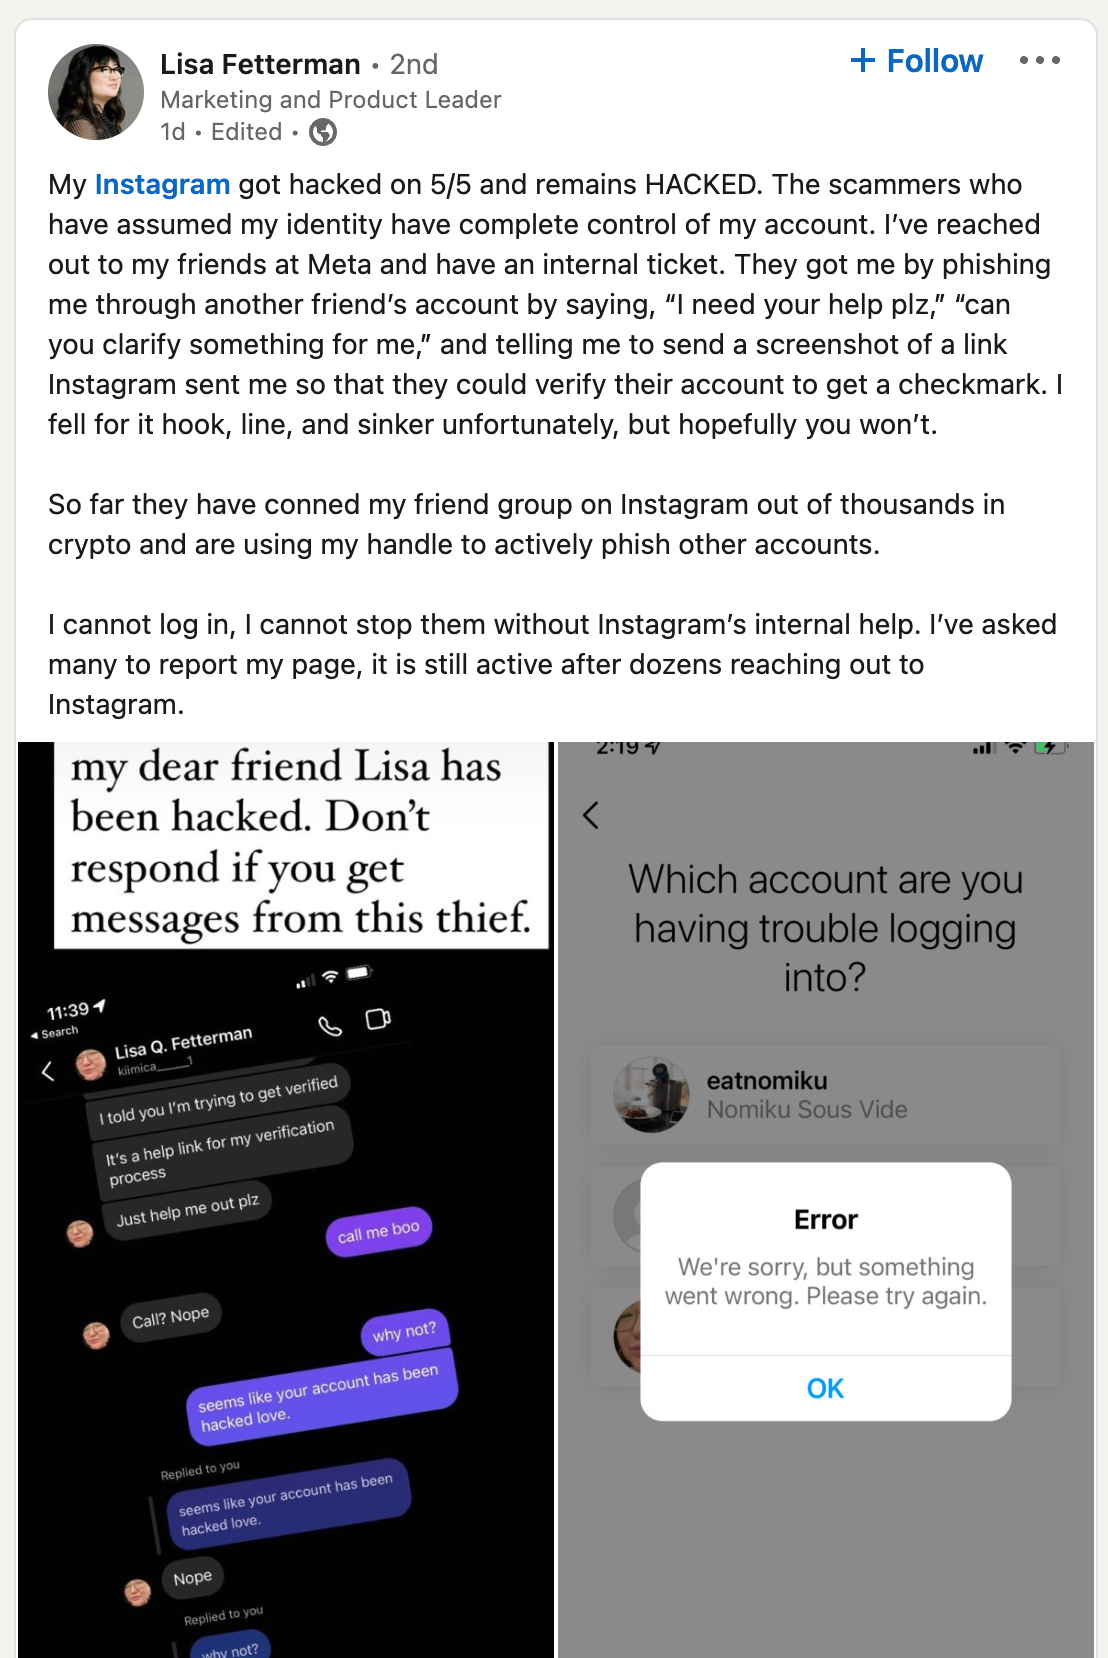 Lisa Fetterman • 2nd
+ Follow
Marketing and Product Leader
1d • Edited •
My Instagram got hacked on 5/5 and remains HACKED. The scammers who
have assumed my identity have complete control of my account. I’ve reached
out to my friends at Meta and have an internal ticket. They got me by phishing
me through another friend’s account by saying, “I need your help plz,” “can
you clarify something for me,” and telling me to send a screenshot of a link
Instagram sent me so that they could verify their account to get a checkmark. I
fell for it hook, line, and sinker unfortunately, but hopefully you won’t.
So far they have conned my friend group on Instagram out of thousands in
crypto and are using my handle to actively phish other accounts.
I cannot log in, I cannot stop them without Instagram’s internal help. I’ve asked
many to report my page, it is still active after dozens reaching out to
Instagram.
my dear friend Lisa has
been hacked. Don’t
respond if you get
messages from this thief.
11:39
Search
Lisa Q. Fetterman
I told you I’m trying to get verified
It's a help link for my verification
process
Just help me out plz
call me boo
Call? Nope
why not?
seems like your account has been
hacked love.
Replied to you
seems like your account has been
hacked love.
Nope
Replied to you
why not?
2:19
Which account are you
having trouble logging
into?
eatnomiku
Nomiku Sous Vide
Error
We're sorry, but something
went wrong. Please try again.
OK